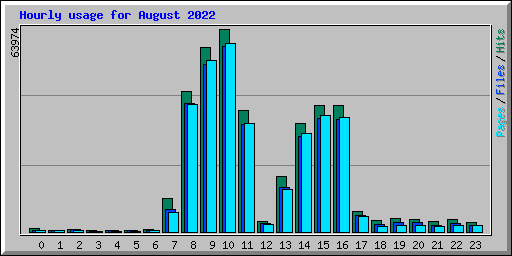 Hourly usage for August 2022
63974
Pages/Files/Hits
0 1 2 3 4 5 6 7 8 9 10 11 12 13 14 15 16 17 18 19 20 21 22 23